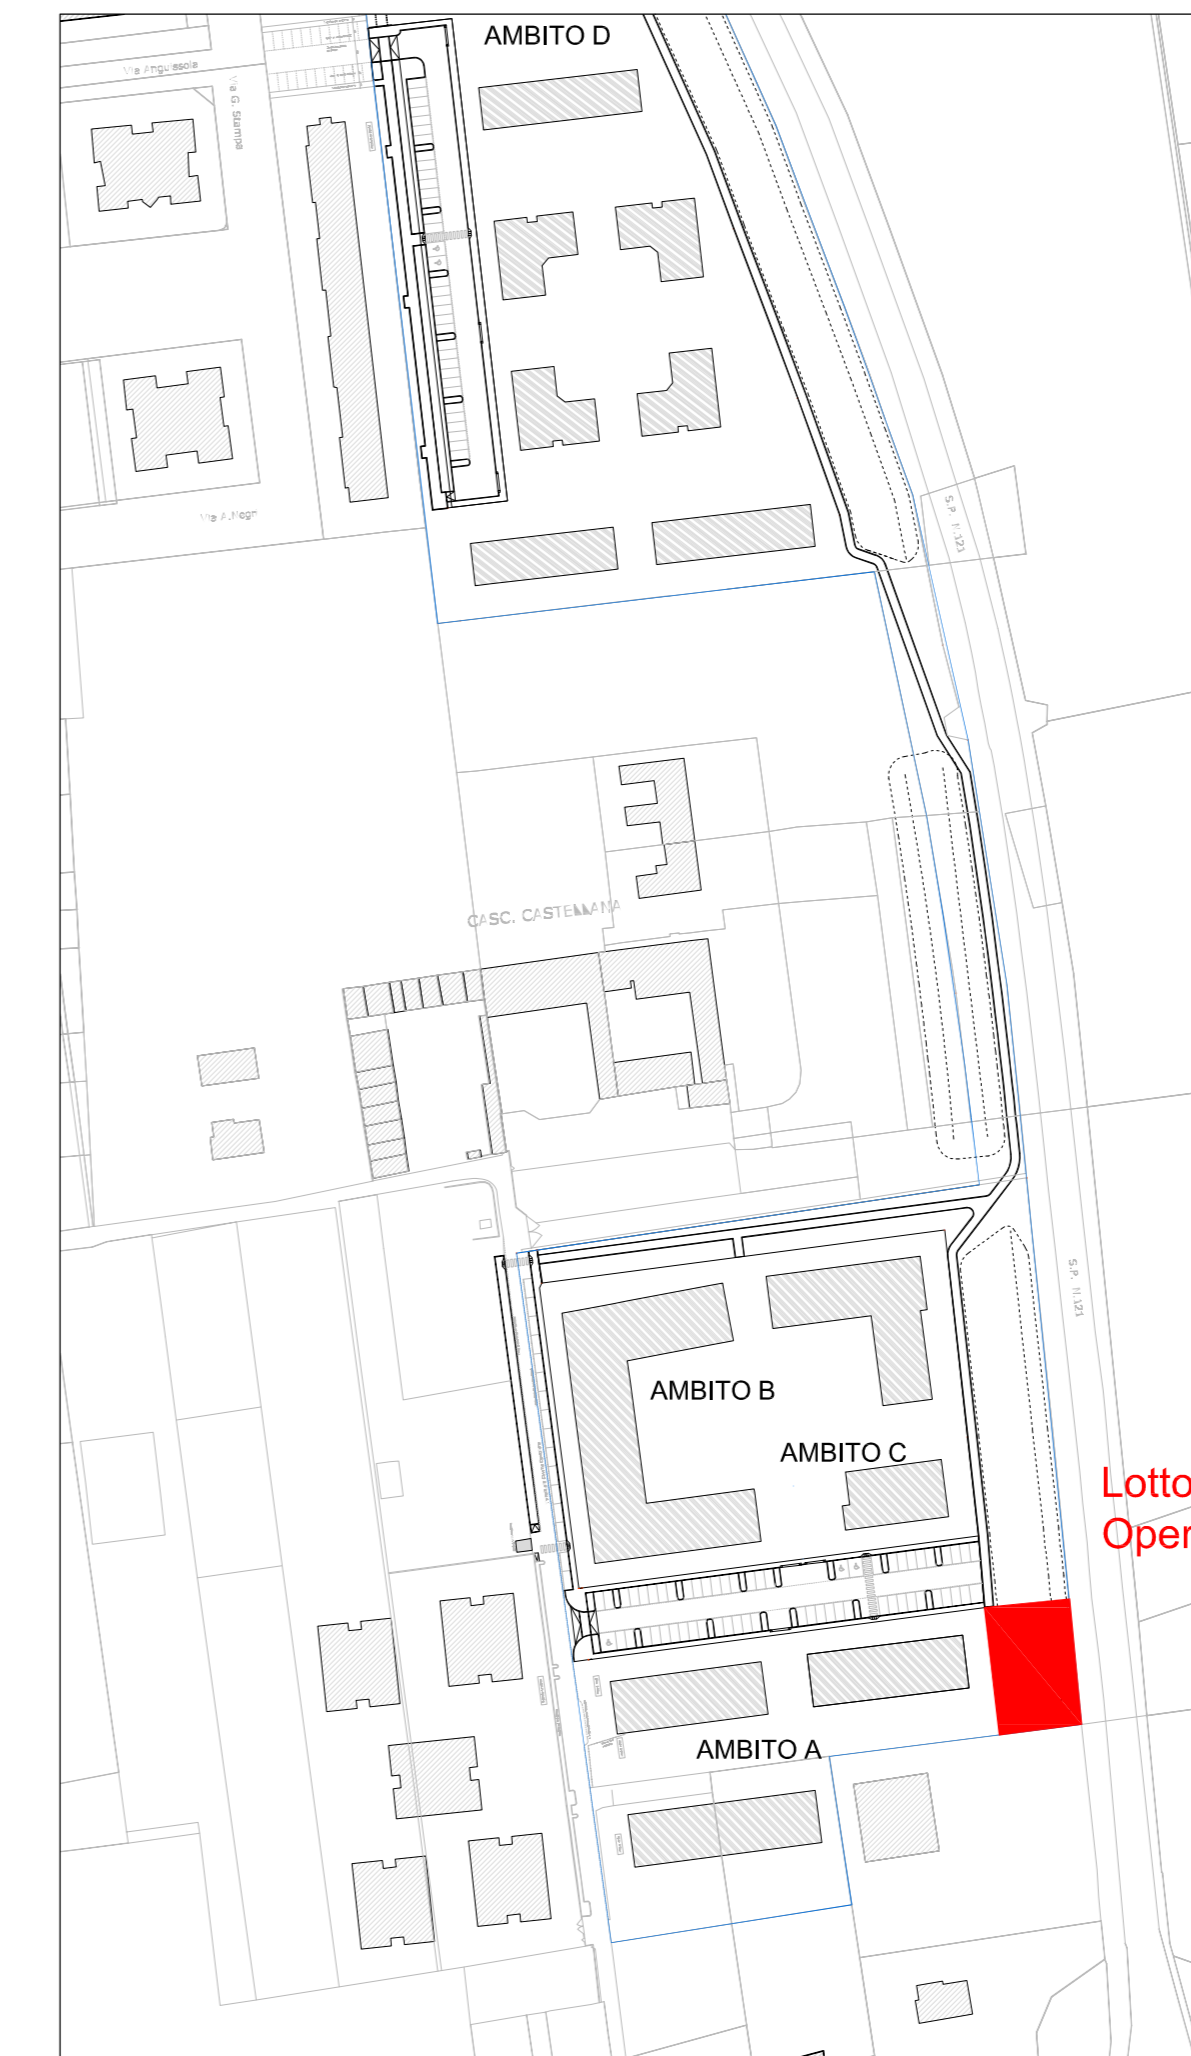 AMBITO D
Via Anguissola
Via G. Stampa
Via A.Negri
S.P. N.121
CASC. CASTELLANA
S.P. N.121
AMBITO B
AMBITO C
Lotto
Oper
AMBITO A